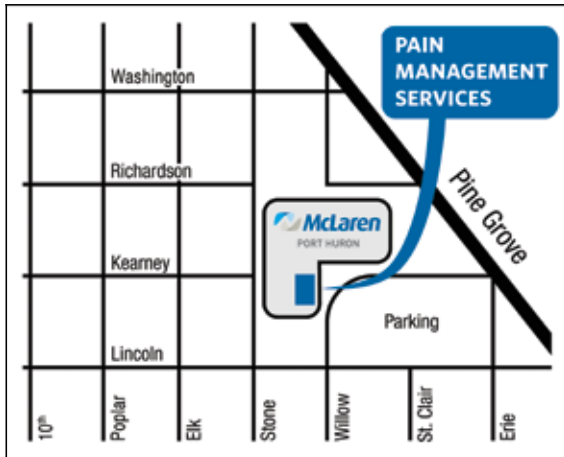 PAIN
MANAGEMENT
SERVICES
Washington
Richardson
McLaren
PORT HURON
Pine Grove
Kearney
Parking
Lincoln
10th
Poplar
Elk
Stone
Willow
St. Clair
Erie